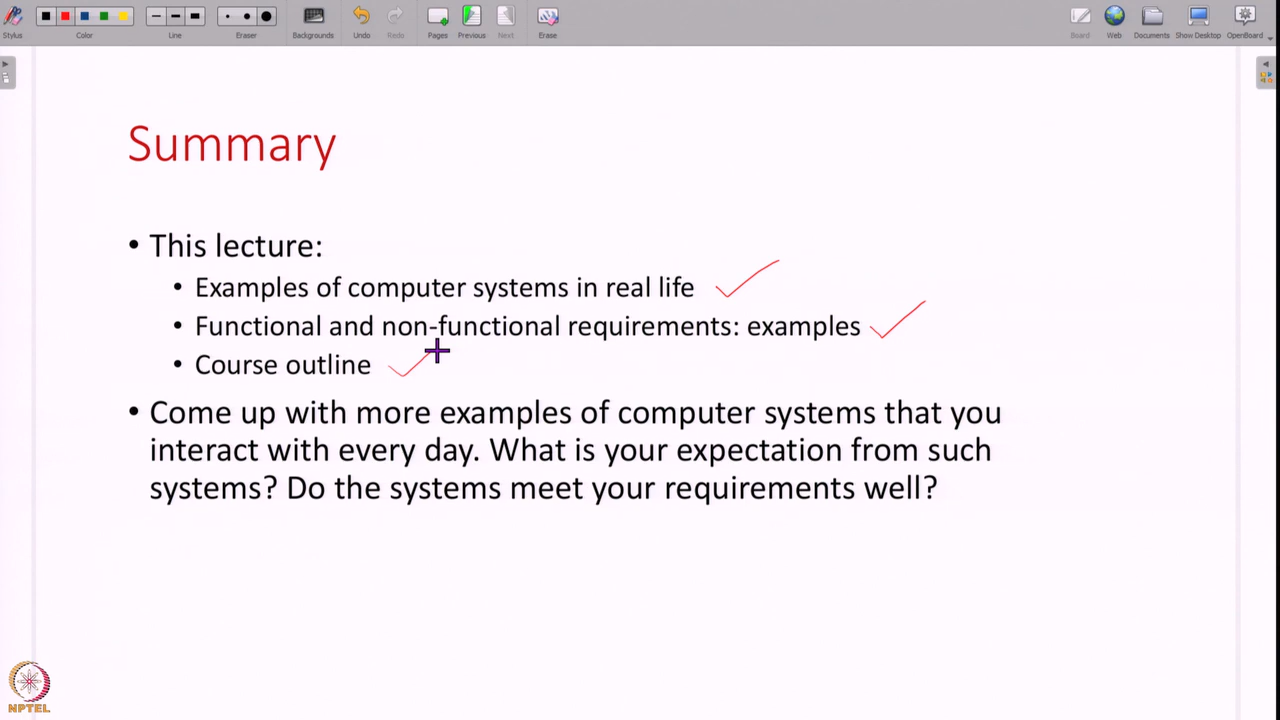 Stylus Color Line Eraser Backgrounds Undo Redo Pages Previous Next Erase Board Web Documents Show Desktop OpenBoard
Summary
• This lecture:
• Examples of computer systems in real life
• Functional and non-functional requirements: examples
• Course outline
• Come up with more examples of computer systems that you
interact with every day. What is your expectation from such
systems? Do the systems meet your requirements well?
NPTEL